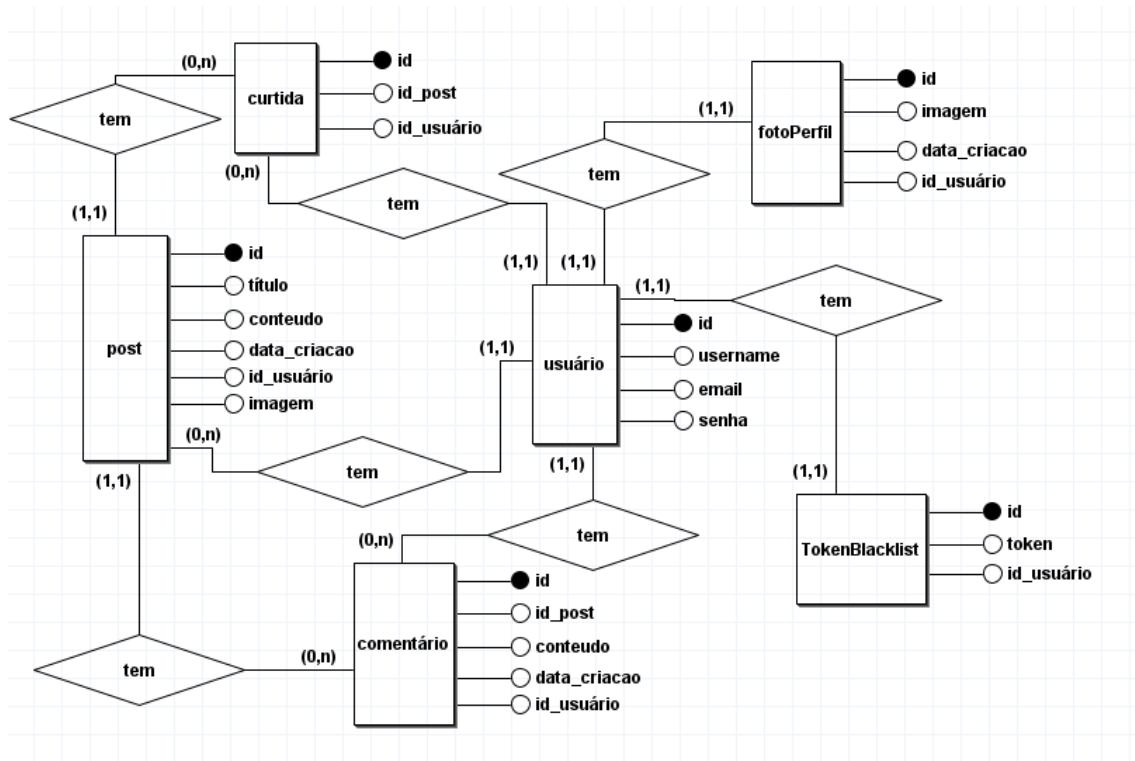 (0,n)
curtida
id
id_post
id_usuário
tem
(0,n)
(1,1)
tem
(1,1)
fotoPerfil
id
imagem
data_criacao
id_usuário
tem
(1,1)
(1,1)
post
id
título
conteudo
data_criacao
id_usuário
imagem
(0,n)
(1,1)
(1,1)
tem
usuário
id
username
email
senha
(1,1)
tem
(1,1)
TokenBlacklist
id
token
id_usuário
(1,1)
tem
(1,1)
tem
(0,n)
comentário
id
id_post
conteudo
data_criacao
id_usuário
tem
(0,n)